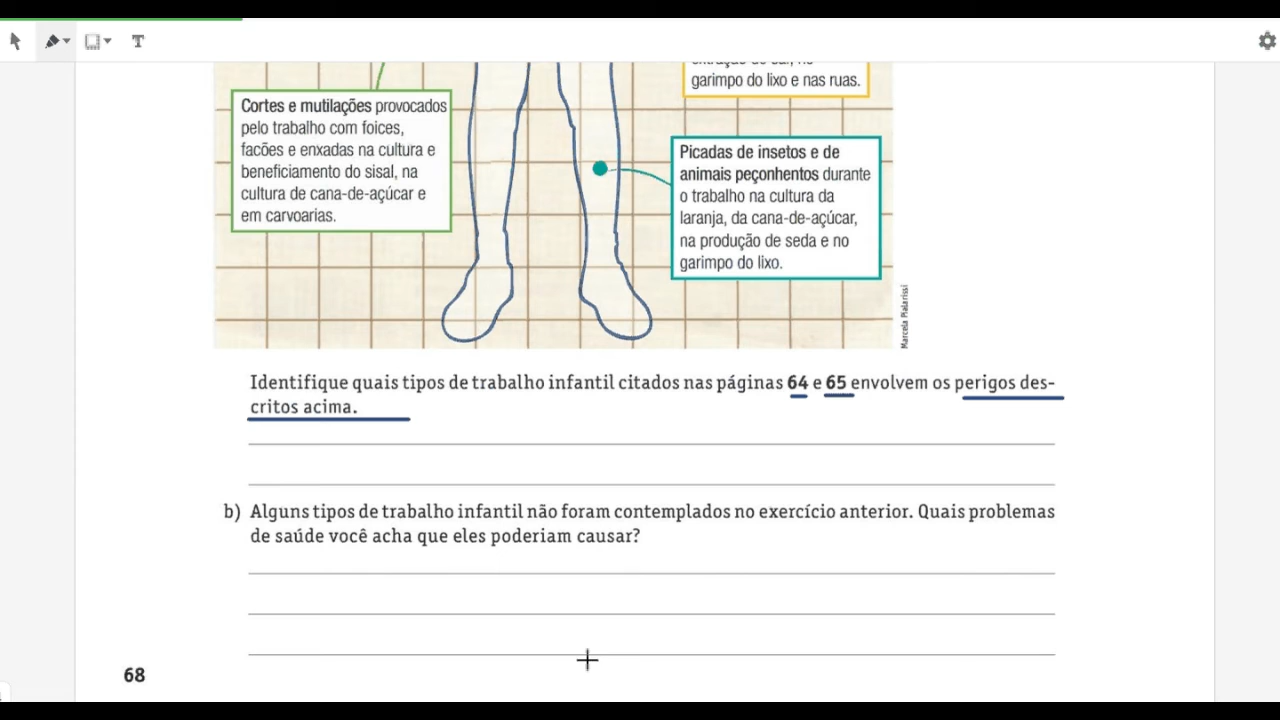 T
garimpo do lixo e nas ruas.
Cortes e mutilações provocados
pelo trabalho com foices,
facões e enxadas na cultura e
beneficiamento do sisal, na
cultura de cana-de-açúcar e
em carvoarias.
Picadas de insetos e de
animais peçonhentos durante
o trabalho na cultura da
laranja, da cana-de-açúcar,
na produção de seda e no
garimpo do lixo.
Identifique quais tipos de trabalho infantil citados nas páginas 64 e 65 envolvem os perigos des-
critos acima.
b) Alguns tipos de trabalho infantil não foram contemplados no exercício anterior. Quais problemas
de saúde você acha que eles poderiam causar?
68